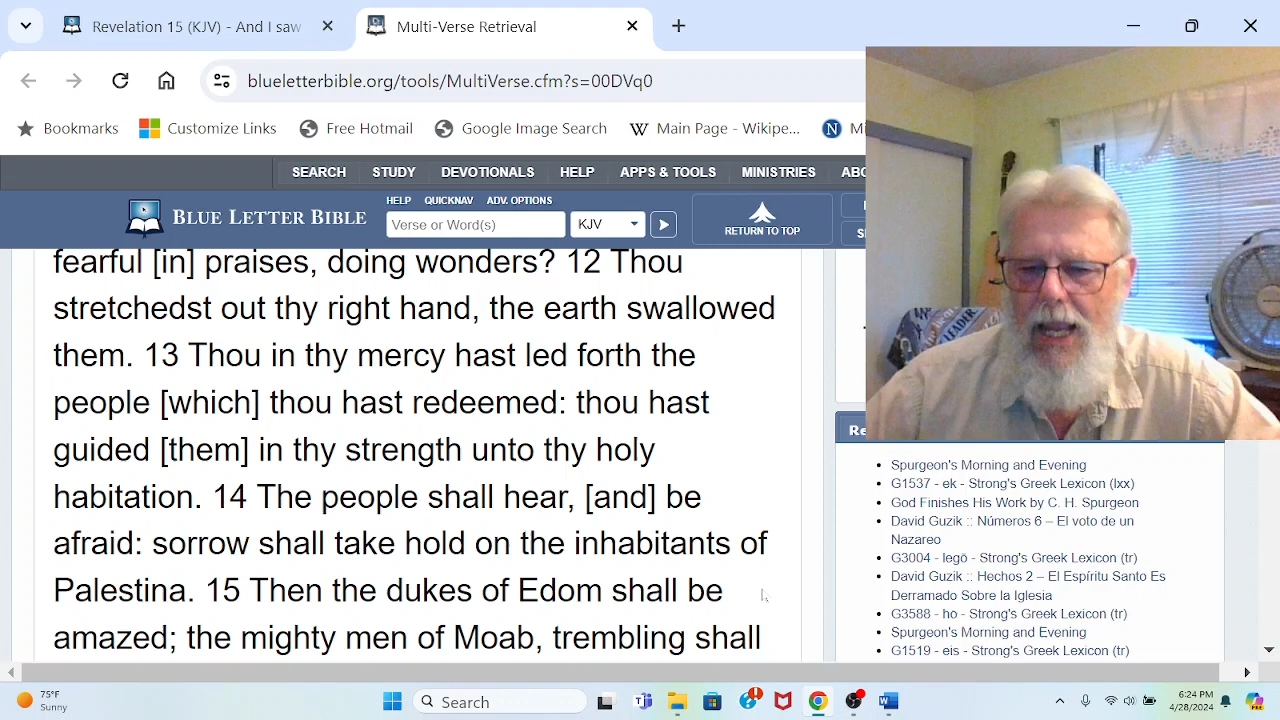 Revelation 15 (KJV) - And I saw
Multi-Verse Retrieval
blueletterbible.org/tools/MultiVerse.cfm?s=00DVq0
Bookmarks
Customize Links
Free Hotmail
Google Image Search
Main Page - Wikipe...
SEARCH
STUDY
DEVOTIONALS
HELP
APPS & TOOLS
MINISTRIES
BLUE LETTER BIBLE
HELP QUICKNAV ADV. OPTIONS
Verse or Word(s)
KJV
RETURN TO TOP
fearful [in] praises, doing wonders? 12 Thou
stretchedst out thy right hand, the earth swallowed
them. 13 Thou in thy mercy hast led forth the
people [which] thou hast redeemed: thou hast
guided [them] in thy strength unto thy holy
habitation. 14 The people shall hear, [and] be
afraid: sorrow shall take hold on the inhabitants of
Palestina. 15 Then the dukes of Edom shall be
amazed; the mighty men of Moab, trembling shall
LEADER
Spurgeon's Morning and Evening
G1537 - ek - Strong's Greek Lexicon (lxx)
God Finishes His Work by C. H. Spurgeon
David Guzik :: Números 6 – El voto de un
Nazareo
G3004 - legō - Strong's Greek Lexicon (tr)
David Guzik :: Hechos 2 – El Espíritu Santo Es
Derramado Sobre la Iglesia
G3588 - ho - Strong's Greek Lexicon (tr)
Spurgeon's Morning and Evening
G1519 - eis - Strong's Greek Lexicon (tr)
75°F
Sunny
Search
6:24 PM
4/28/2024